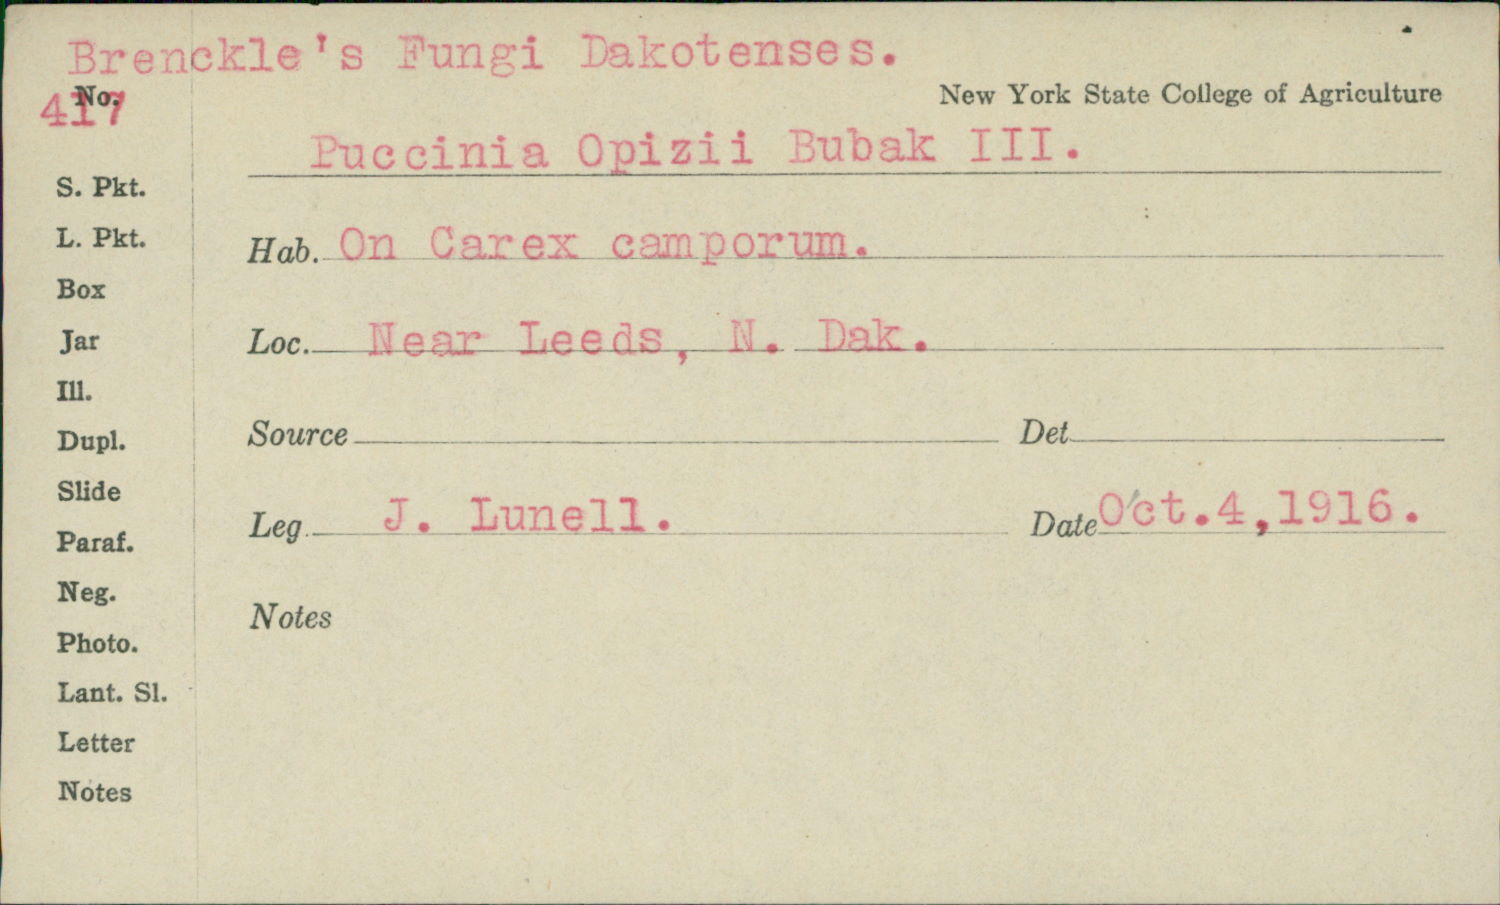 Brenckle's Fungi Dakotenses.
No. 417
New York State College of Agriculture
Puccinia Opizii Bubak III.
S. Pkt.
L. Pkt.
Hab. On Carex camporum.
Box
Jar
Loc. Near Leeds, N. Dak.
Ill.
Dupl.
Source Det
Slide
Leg J. Lunell. Date Oct.4,1916.
Paraf.
Neg.
Notes
Photo.
Lant. Sl.
Letter
Notes